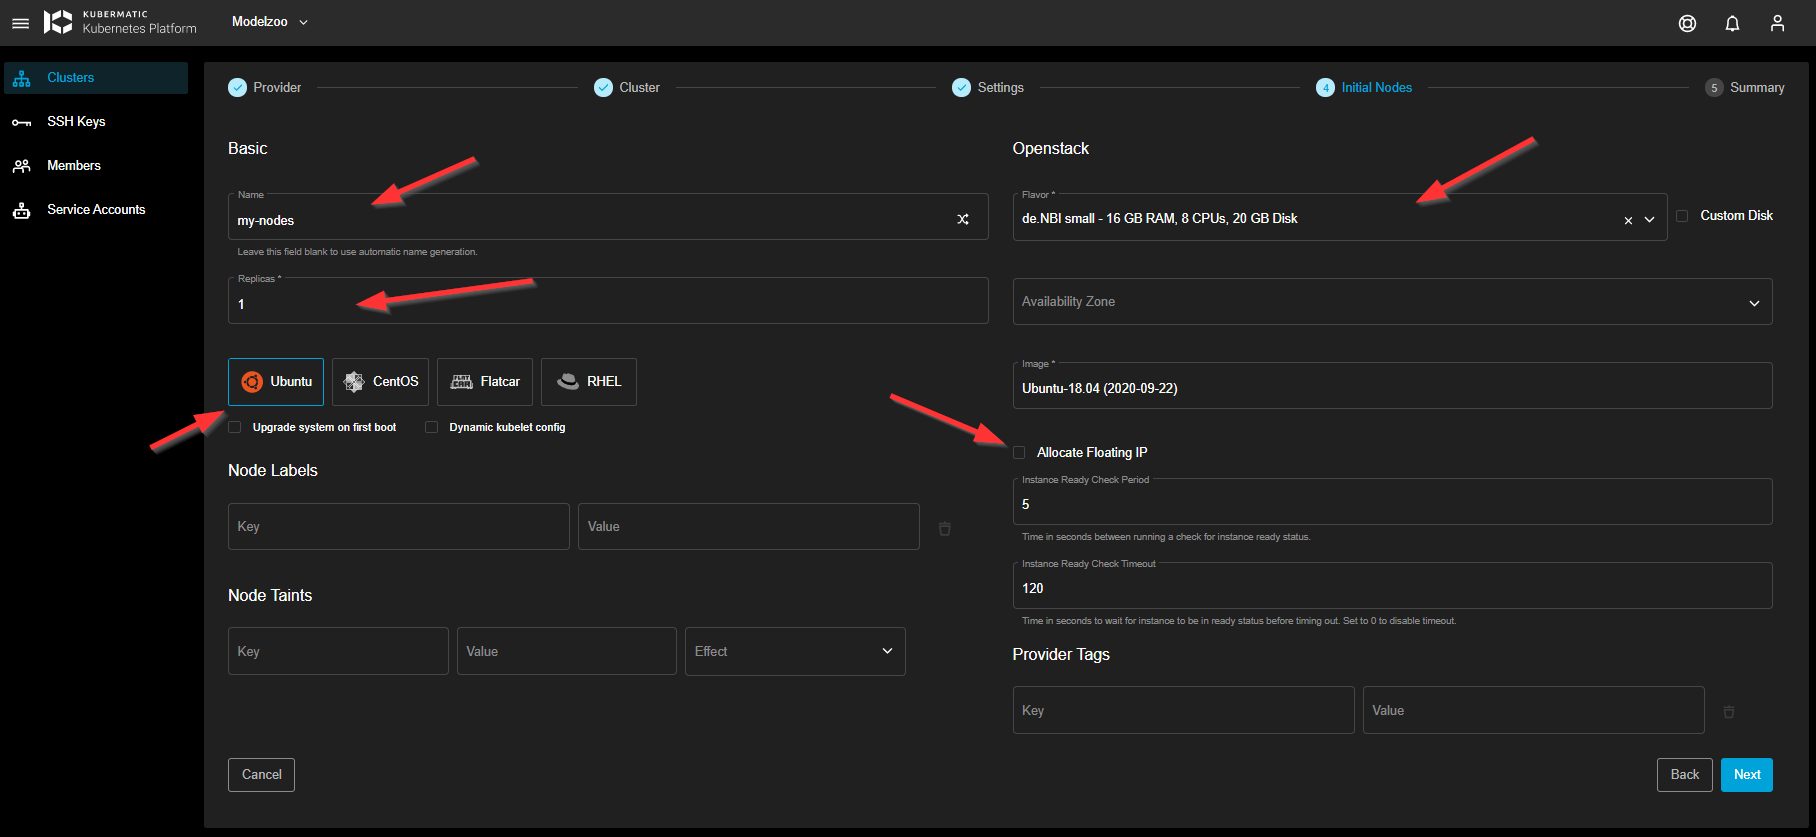 KUBERMATIC
Kubernetes Platform
Modelzoo
Clusters
SSH Keys
Members
Service Accounts
Provider
Cluster
Settings
4 Initial Nodes
5 Summary
Basic
Name
my-nodes
Leave this field blank to use automatic name generation.
Replicas *
1
Ubuntu
CentOS
FLAT CAR
Flatcar
RHEL
Upgrade system on first boot
Dynamic kubelet config
Node Labels
Key
Value
Node Taints
Key
Value
Effect
Cancel
Openstack
Flavor *
de.NBI small - 16 GB RAM, 8 CPUs, 20 GB Disk
Custom Disk
Availability Zone
Image *
Ubuntu-18.04 (2020-09-22)
Allocate Floating IP
Instance Ready Check Period
5
Time in seconds between running a check for instance ready status.
Instance Ready Check Timeout
120
Time in seconds to wait for instance to be in ready status before timing out. Set to 0 to disable timeout.
Provider Tags
Key
Value
Back
Next